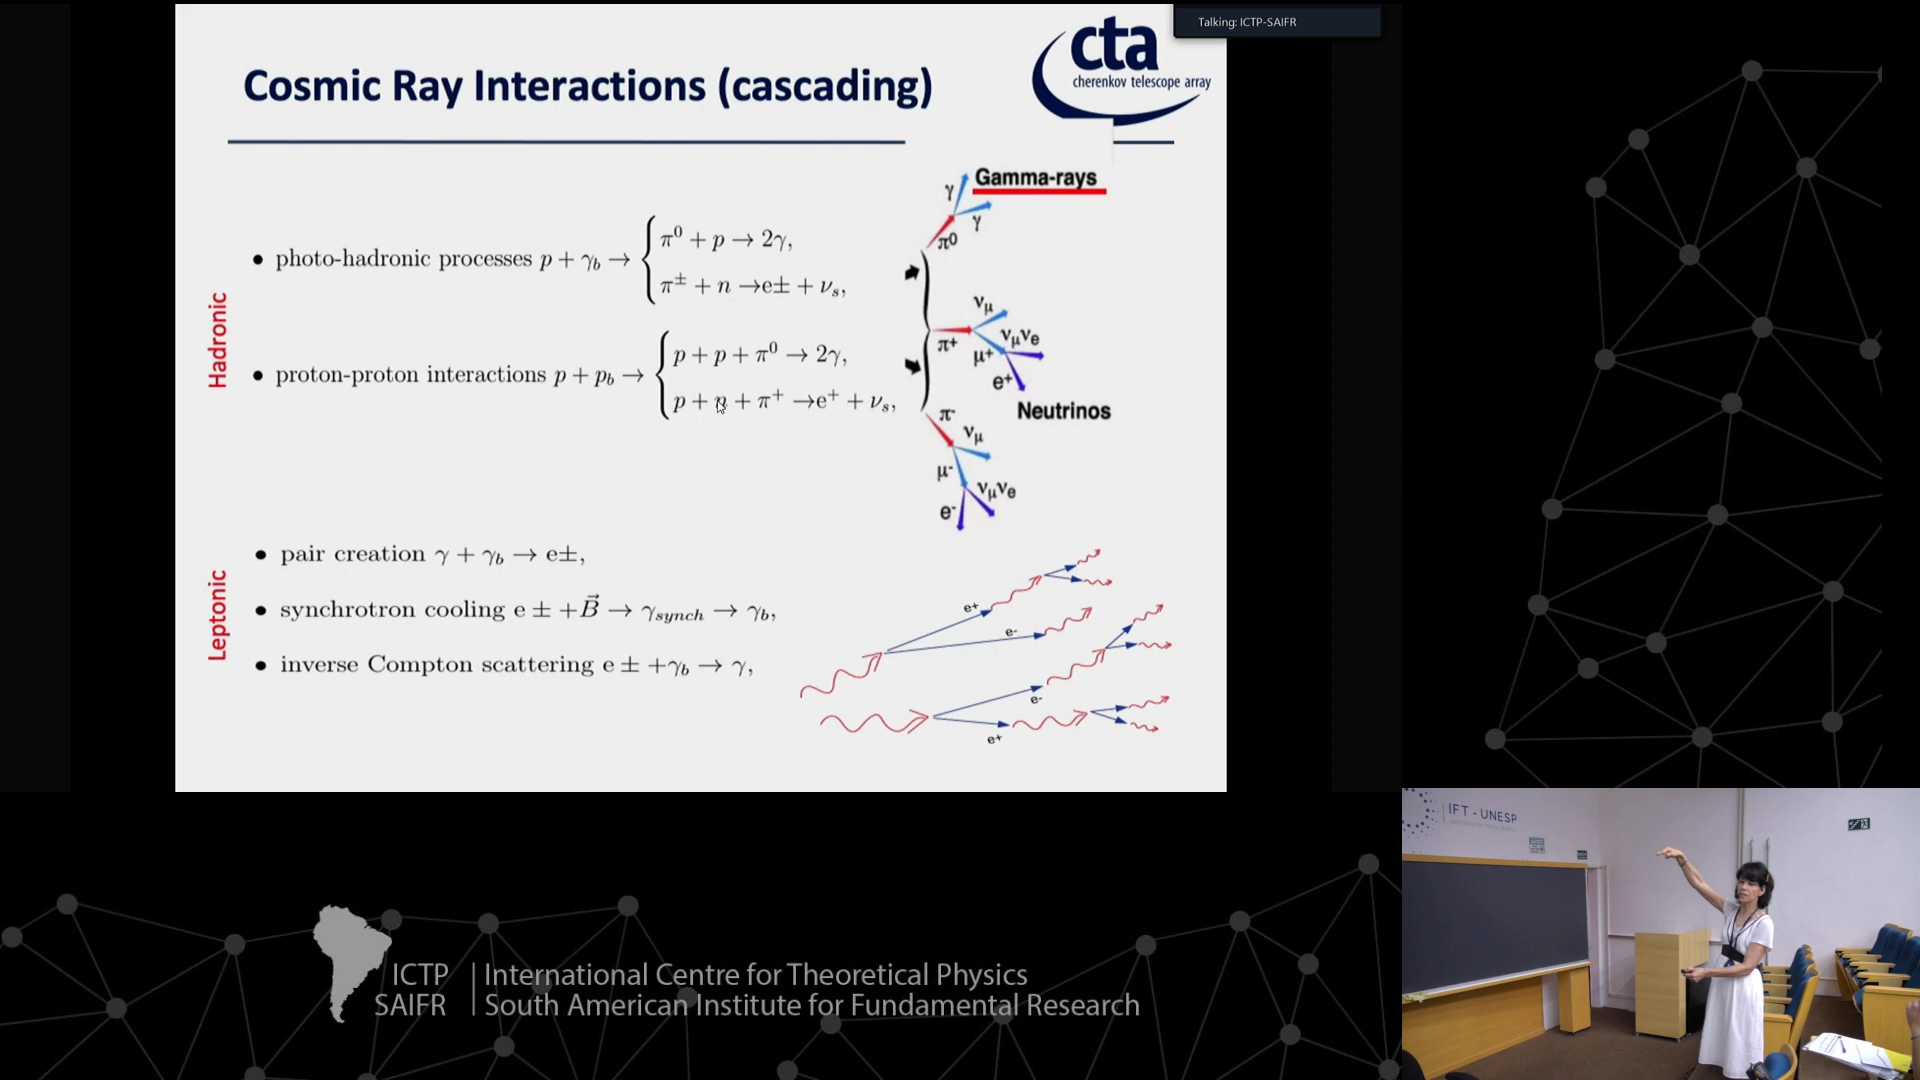 Talking: ICTP-SAIFR
cta
cherenkov telescope array
Cosmic Ray Interactions (cascading)
Hadronic
• photo-hadronic processes p + γb → { π⁰ + p → 2γ,
π± + n →e± + νs,
• proton-proton interactions p + pb → { p + p + π⁰ → 2γ,
p + n + π⁺ →e⁺ + νs,
Gamma-rays
γ
γ
π0
νμ
π+
νμνe
μ+
e+
Neutrinos
π-
νμ
μ-
νμνe
e-
Leptonic
• pair creation γ + γb → e±,
• synchrotron cooling e ± +B⃗ → γsynch → γb,
• inverse Compton scattering e ± +γb → γ,
e+
e-
e-
e+
IFT - UNESP
ICTP
SAIFR
International Centre for Theoretical Physics
South American Institute for Fundamental Research